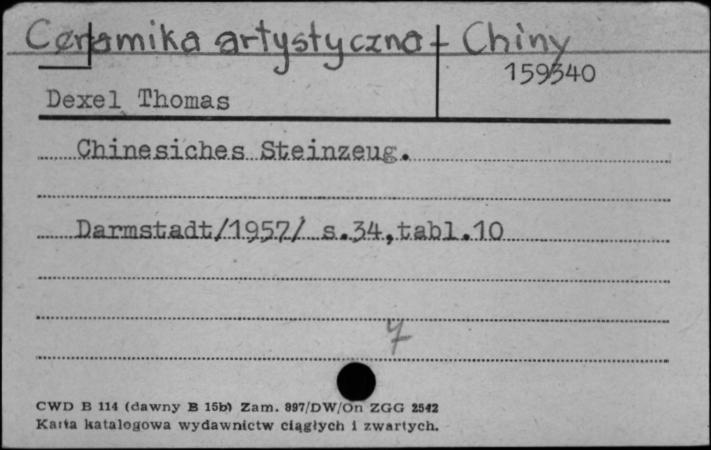 Ceramika artystyczna - Chiny
159340
Dexel Thomas
Chinesiches Steinzeug.
Darmstadt/1957/ s.34,tabl.10
7
CWD B 114 (dawny B 15b) Zam. 897/DW/On ZGG 2542
Karta katalogowa wydawnictw ciągłych i zwartych.